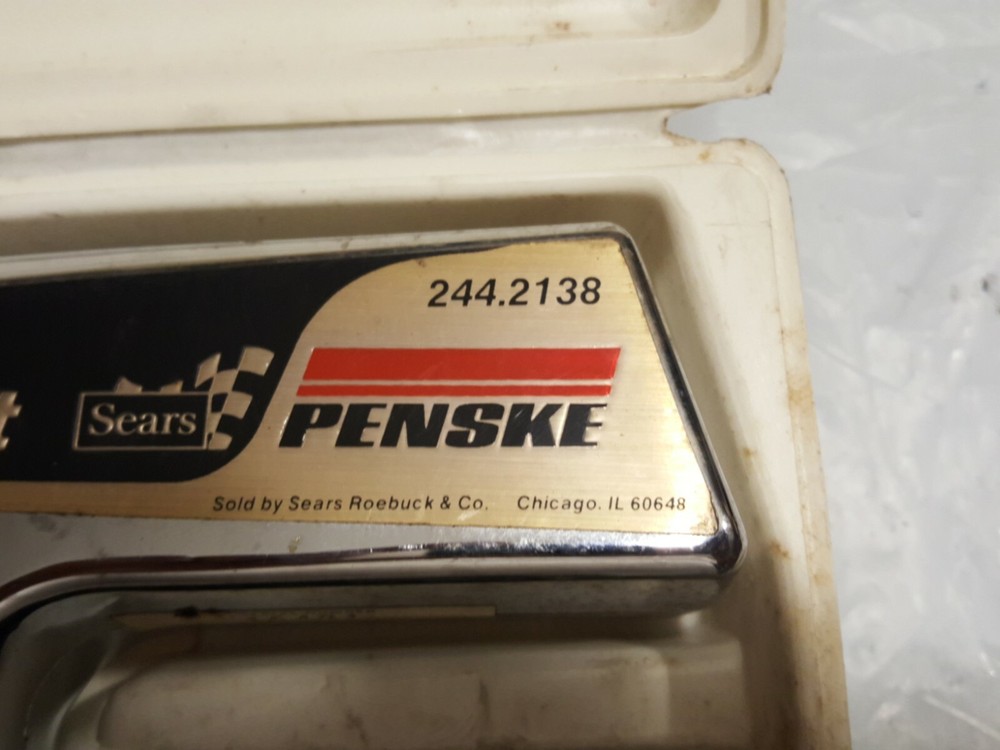 244.2138
Sears
PENSKE
Sold by Sears Roebuck & Co. Chicago. IL 60648